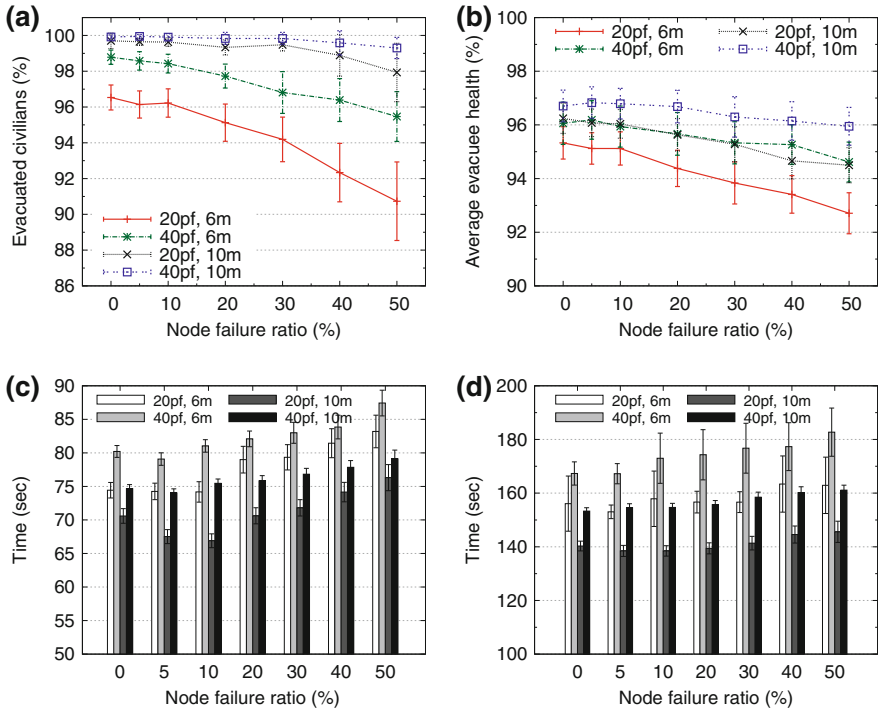 (a)
Evacuated civilians (%)
100
98
96
94
92
90
88
86
20pf, 6m
40pf, 6m
20pf, 10m
40pf, 10m
0 10 20 30 40 50
Node failure ratio (%)
(b)
Average evacuee health (%)
100
98
96
94
92
90
20pf, 6m
40pf, 6m
20pf, 10m
40pf, 10m
0 10 20 30 40 50
Node failure ratio (%)
(c)
Time (sec)
90
85
80
75
70
65
60
55
50
20pf, 6m
40pf, 6m
20pf, 10m
40pf, 10m
0 5 10 20 30 40 50
Node failure ratio (%)
(d)
Time (sec)
200
180
160
140
120
100
20pf, 6m
40pf, 6m
20pf, 10m
40pf, 10m
0 5 10 20 30 40 50
Node failure ratio (%)